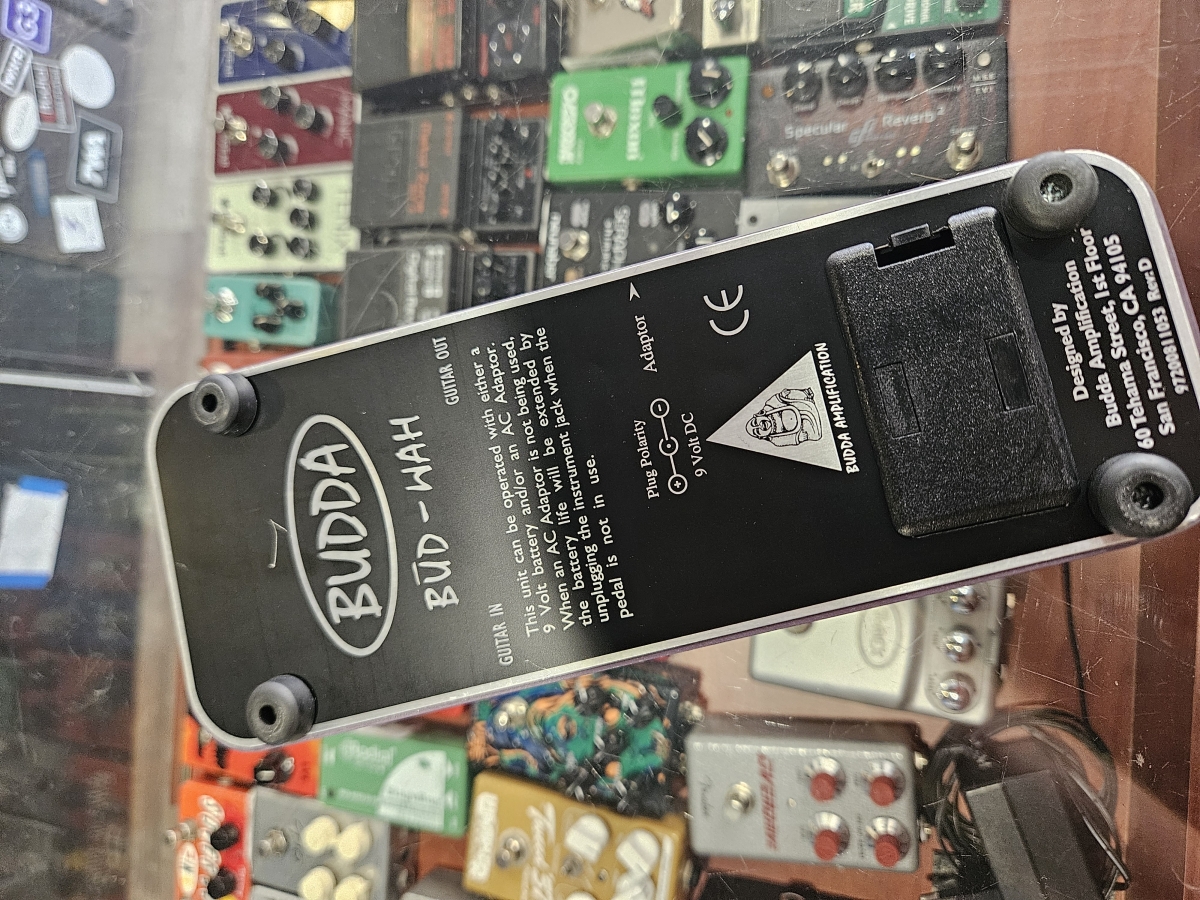 BUDDA
BUD-WAH
GUITAR IN
GUITAR OUT
This unit can be operated with either a
9 Volt battery and/or an AC Adaptor.
When an AC Adaptor is not being used,
the battery life will be extended by
unplugging the instrument jack when the
pedal is not in use.
Plug Polarity
9 Volt DC
Adaptor
CE
BUDDA AMPLIFICATION
Designed by
Budda Amplification
60 Tehama Street, 1st Floor
San Francisco, CA 94105
9720081103 Rev:D
Specular
Reverb